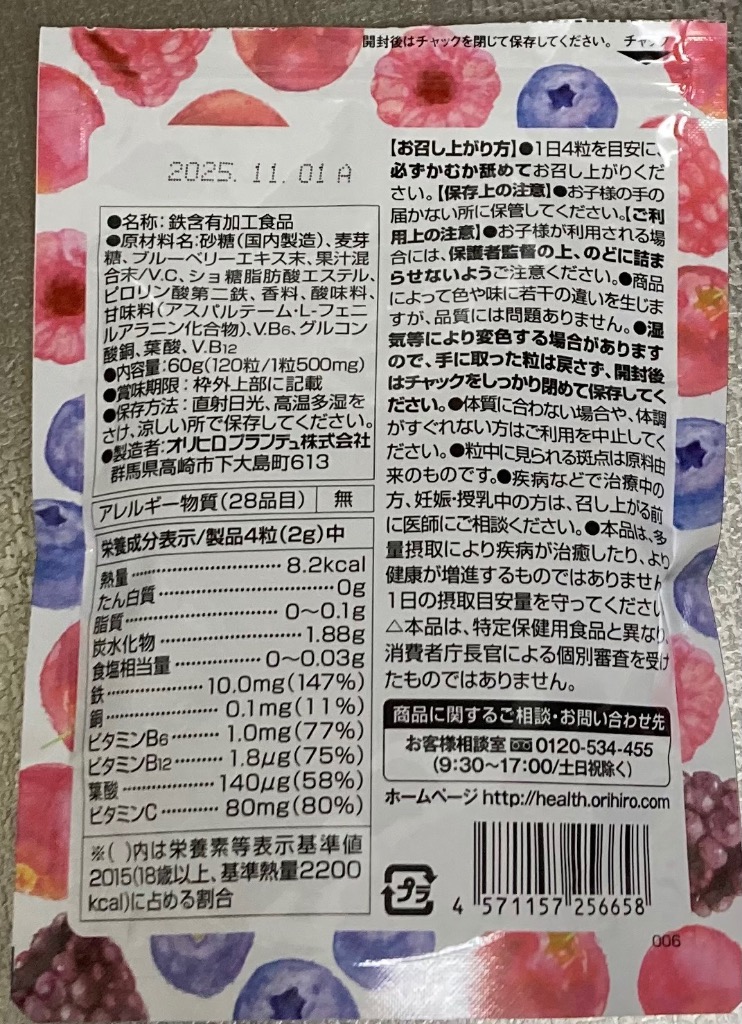 開封後はチャックを閉じて保存してください。 チャック
2025. 11. 01 A
●名称:鉄含有加工食品
●原材料名:砂糖(国内製造)、麦芽
糖、ブルーベリーエキス末、果汁混
合末/V.C、ショ糖脂肪酸エステル、
ピロリン酸第二鉄、香料、酸味料、
甘味料(アスパルテーム・L-フェニ
ルアラニン化合物)、V.B6、グルコン
酸銅、葉酸、V.B12
●内容量:60g(120粒/1粒500mg)
●賞味期限:枠外上部に記載
●保存方法:直射日光、高温多湿を
さけ、涼しい所で保存してください。
●製造者:オリヒロプランデュ株式会社
群馬県高崎市下大島町613
アレルギー物質(28品目) 無
栄養成分表示/製品4粒(2g)中
熱量 8.2kcal
たん白質 0g
脂質 0～0.1g
炭水化物 1.88g
食塩相当量 0～0.03g
鉄 10.0mg(147%)
銅 0.1mg(11%)
ビタミンB6 1.0mg(77%)
ビタミンB12 1.8μg(75%)
葉酸 140μg(58%)
ビタミンC 80mg(80%)
※( )内は栄養素等表示基準値
2015(18歳以上、基準熱量2200
kcal)に占める割合
【お召し上がり方】●1日4粒を目安に、
必ずかむか舐めてお召し上がりくだ
さい。【保存上の注意】●お子様の手の
届かない所に保管してください。【ご利
用上の注意】●お子様が利用される場
合には、保護者監督の上、のどに詰ま
らせないようご注意ください。●商品
によって色や味に若干の違いを生じま
すが、品質には問題ありません。●湿
気等により変色する場合があります
ので、手に取った粒は戻さず、開封後
はチャックをしっかり閉めて保存してく
ださい。●体質に合わない場合や、体調
がすぐれない方はご利用を中止してく
ださい。●粒中に見られる斑点は原料由
来のものです。●疾病などで治療中の
方、妊娠・授乳中の方は、召し上がる前
に医師にご相談ください。●本品は、多
量摂取により疾病が治癒したり、より
健康が増進するものではありません
1日の摂取目安量を守ってください
△本品は、特定保健用食品と異なり、
消費者庁長官による個別審査を受け
たものではありません。
商品に関するご相談・お問い合わせ先
お客様相談室 0120-534-455
(9:30～17:00/土日祝除く)
ホームページ http://health.orihiro.com
プラ
4 571157 256658
006